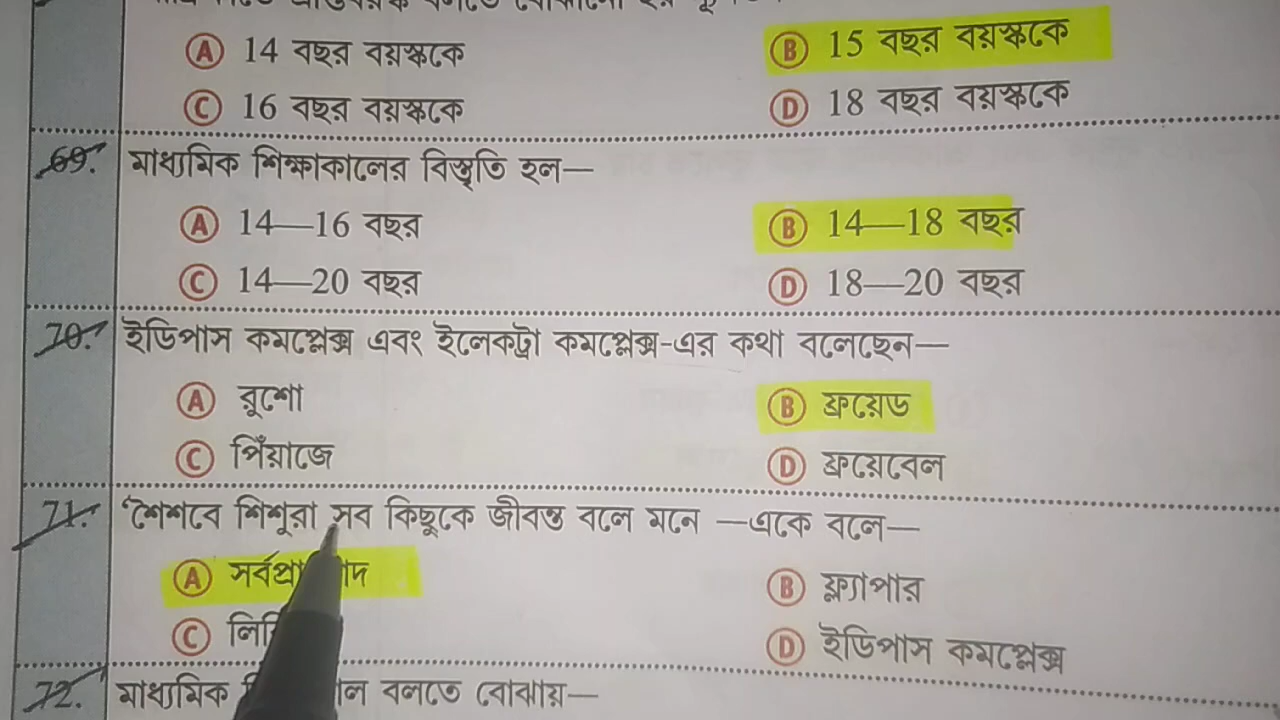 A 14 বছর বয়স্ককে B 15 বছর বয়স্ককে
C 16 বছর বয়স্ককে D 18 বছর বয়স্ককে
69. মাধ্যমিক শিক্ষাকালের বিস্তৃতি হল—
A 14—16 বছর B 14—18 বছর
C 14—20 বছর D 18—20 বছর
70. ইডিপাস কমপ্লেক্স এবং ইলেকট্রা কমপ্লেক্স-এর কথা বলেছেন—
A রুশো B ফ্রয়েড
C পিঁয়াজে D ফ্রয়েবেল
71. 'শৈশবে শিশুরা সব কিছুকে জীবন্ত বলে মনে —একে বলে—
A B ফ্ল্যাপার
C D ইডিপাস কমপ্লেক্স
72. মাধ্যমিক বলতে বোঝায়—